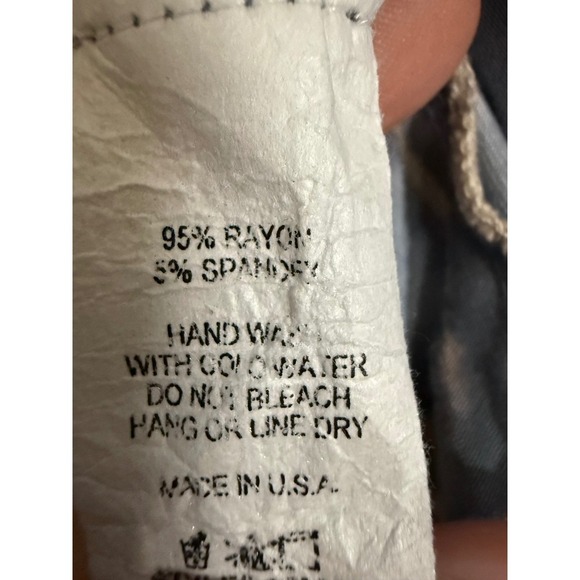 95% RAYON
5% SPANDEX
HAND WASH
WITH COLD WATER
DO NOT BLEACH
HANG OR LINE DRY
MADE IN U.S.A.